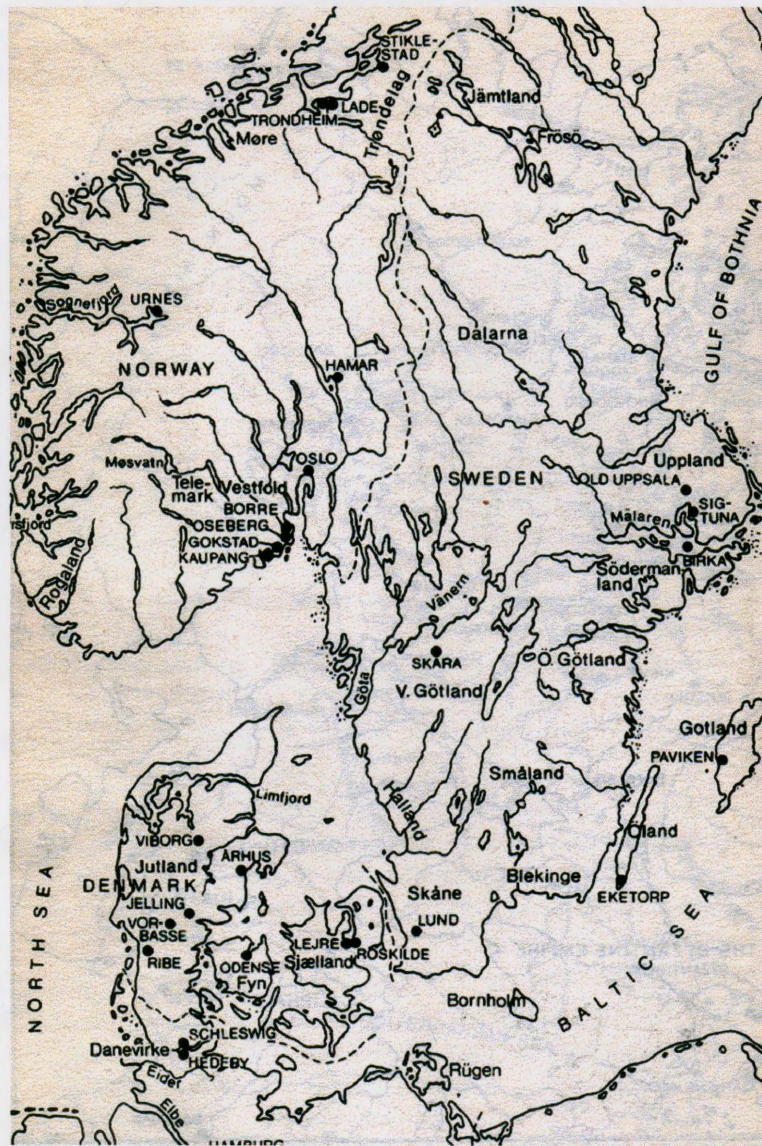 STIKLE-
STAD
LADE
TRONDHEIM
Møre
Trøndelag
Jämtland
Frösö
GULF OF BOTHNIA
Sognefjorg
URNES
Dalarna
NORWAY
HAMAR
Møsvatn
OSLO
Tele-
mark
Vestfold
SWEDEN
Uppland
OLD UPPSALA
BORRE
SIG-
TUNA
OSEBERG
Mälaren
GOKSTAD
KAUPANG
BIRKA
Söderman-
land
Rogaland
Vänern
SKARA
Ö. Götland
Göta
V. Götland
Gotland
PAVIKEN
Småland
Limfjord
Halland
VIBORG
Öland
ÅRHUS
Jutland
DENMARK
Skåne
Blekinge
EKETORP
JELLING
NORTH SEA
VOR-
BASSE
LUND
LEJRE
ROSKILDE
RIBE
ODENSE
Sjælland
Fyn
BALTIC SEA
Bornholm
SCHLESWIG
Danevirke
HEDEBY
Rügen
Eider
Elbe
HAMBURG